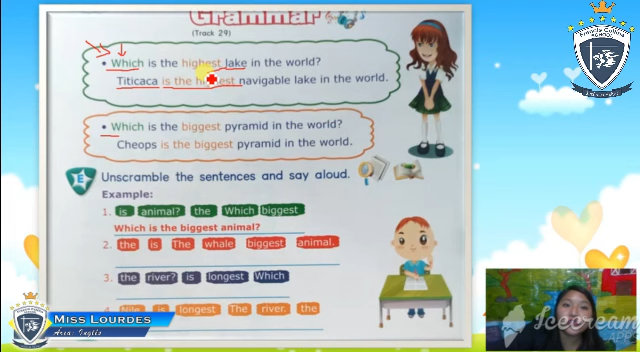 Grammar
(Track 29)
• Which is the highest lake in the world?
Titicaca is the highest navigable lake in the world.
• Which is the biggest pyramid in the world?
Cheops is the biggest pyramid in the world.
E Unscramble the sentences and say aloud.
Example:
1. is animal? the Which biggest
Which is the biggest animal?
2. the is The whale biggest animal.
3. the river? is longest Which
4. Nile is longest The river. the
MISS LOURDES
Area: Inglés
Icecream
APPS
SCHOOL